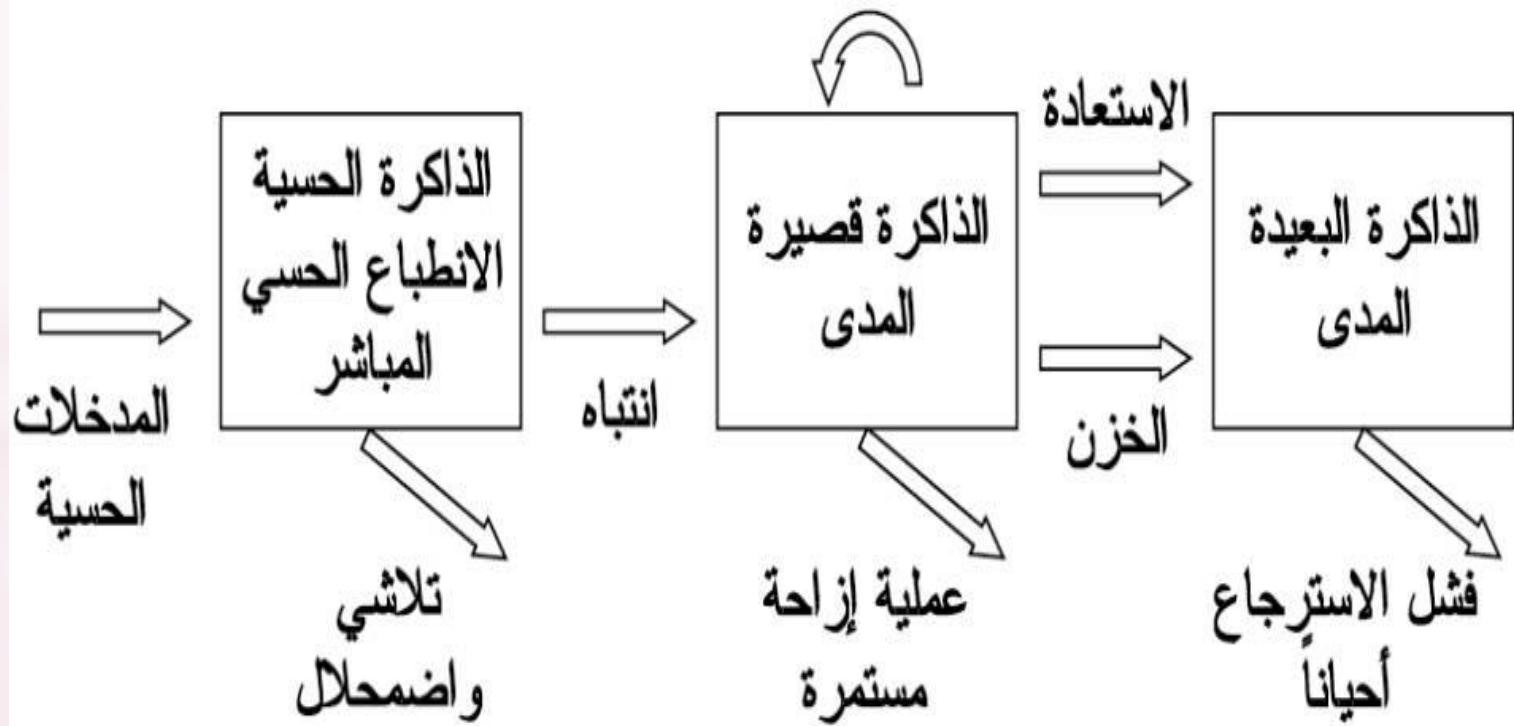 المدخلات
الحسية
الذاكرة الحسية
الانطباع الحسي
المباشر
تلاشي
واضمحلال
انتباه
الذاكرة قصيرة
المدى
عملية إزاحة
مستمرة
الاستعادة
الخزن
الذاكرة البعيدة
المدى
فشل الاسترجاع
أحياناً